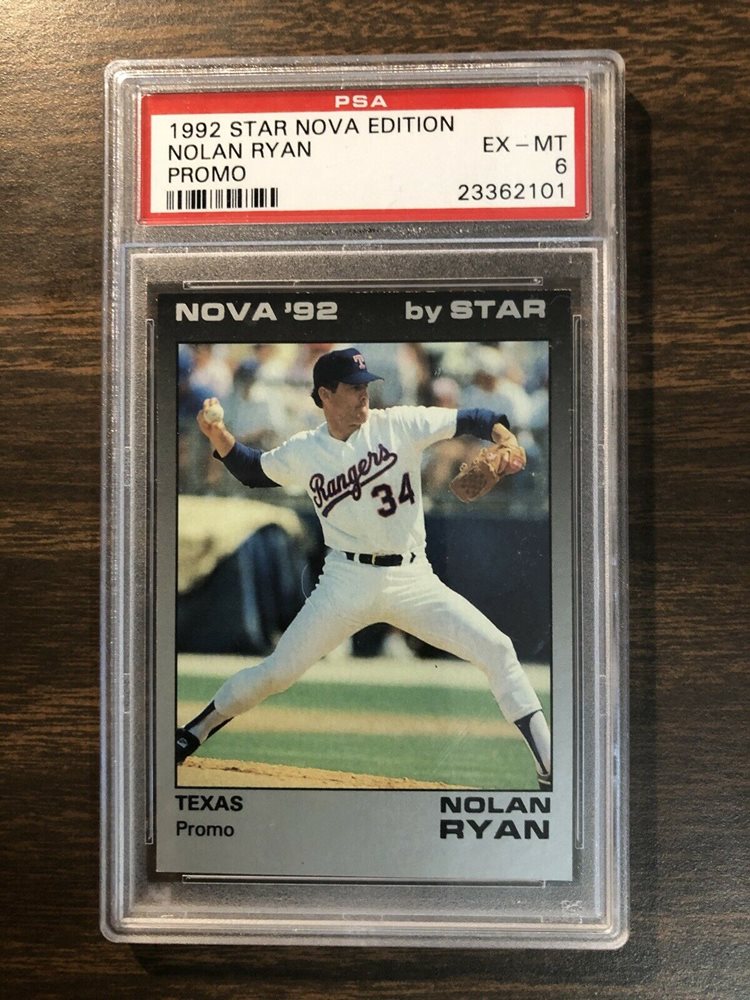 PSA
1992 STAR NOVA EDITION
NOLAN RYAN EX - MT
PROMO 6
23362101
NOVA '92 by STAR
T
Rangers
34
TEXAS NOLAN
Promo RYAN